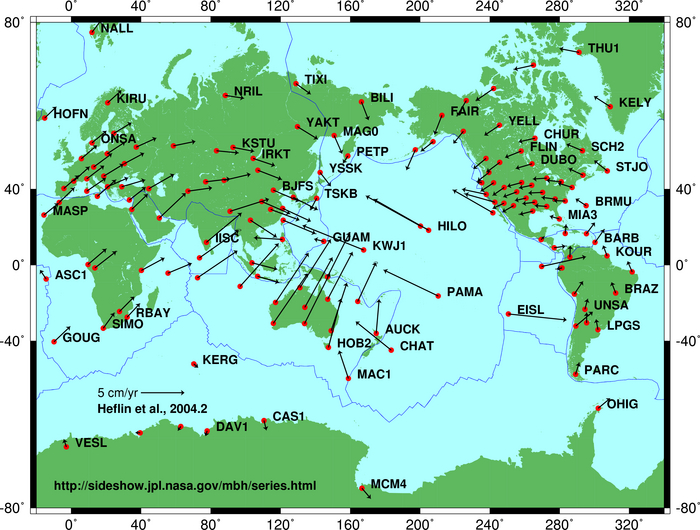 0° 40° 80° 120° 160° 200° 240° 280° 320°
80° 80°
NALL
THU1
TIXI
NRIL
BILI
KIRU
KELY
HOFN
FAIR
YAKT
YELL
MAG0
CHUR
ONSA
KSTU
FLIN
SCH2
PETP
IRKT
DUBO
STJO
YSSK
BJFS
TSKB
40° 40°
BRMU
MASP
MIA3
HILO
IISC
GUAM
BARB
KWJ1
KOUR
0° 0°
ASC1
PAMA
BRAZ
UNSA
EISL
RBAY
SIMO
LPGS
AUCK
GOUG
-40° -40°
HOB2
CHAT
KERG
PARC
MAC1
5 cm/yr
Heflin et al., 2004.2
OHIG
CAS1
DAV1
VESL
http://sideshow.jpl.nasa.gov/mbh/series.html
MCM4
-80° -80°
0° 40° 80° 120° 160° 200° 240° 280° 320°